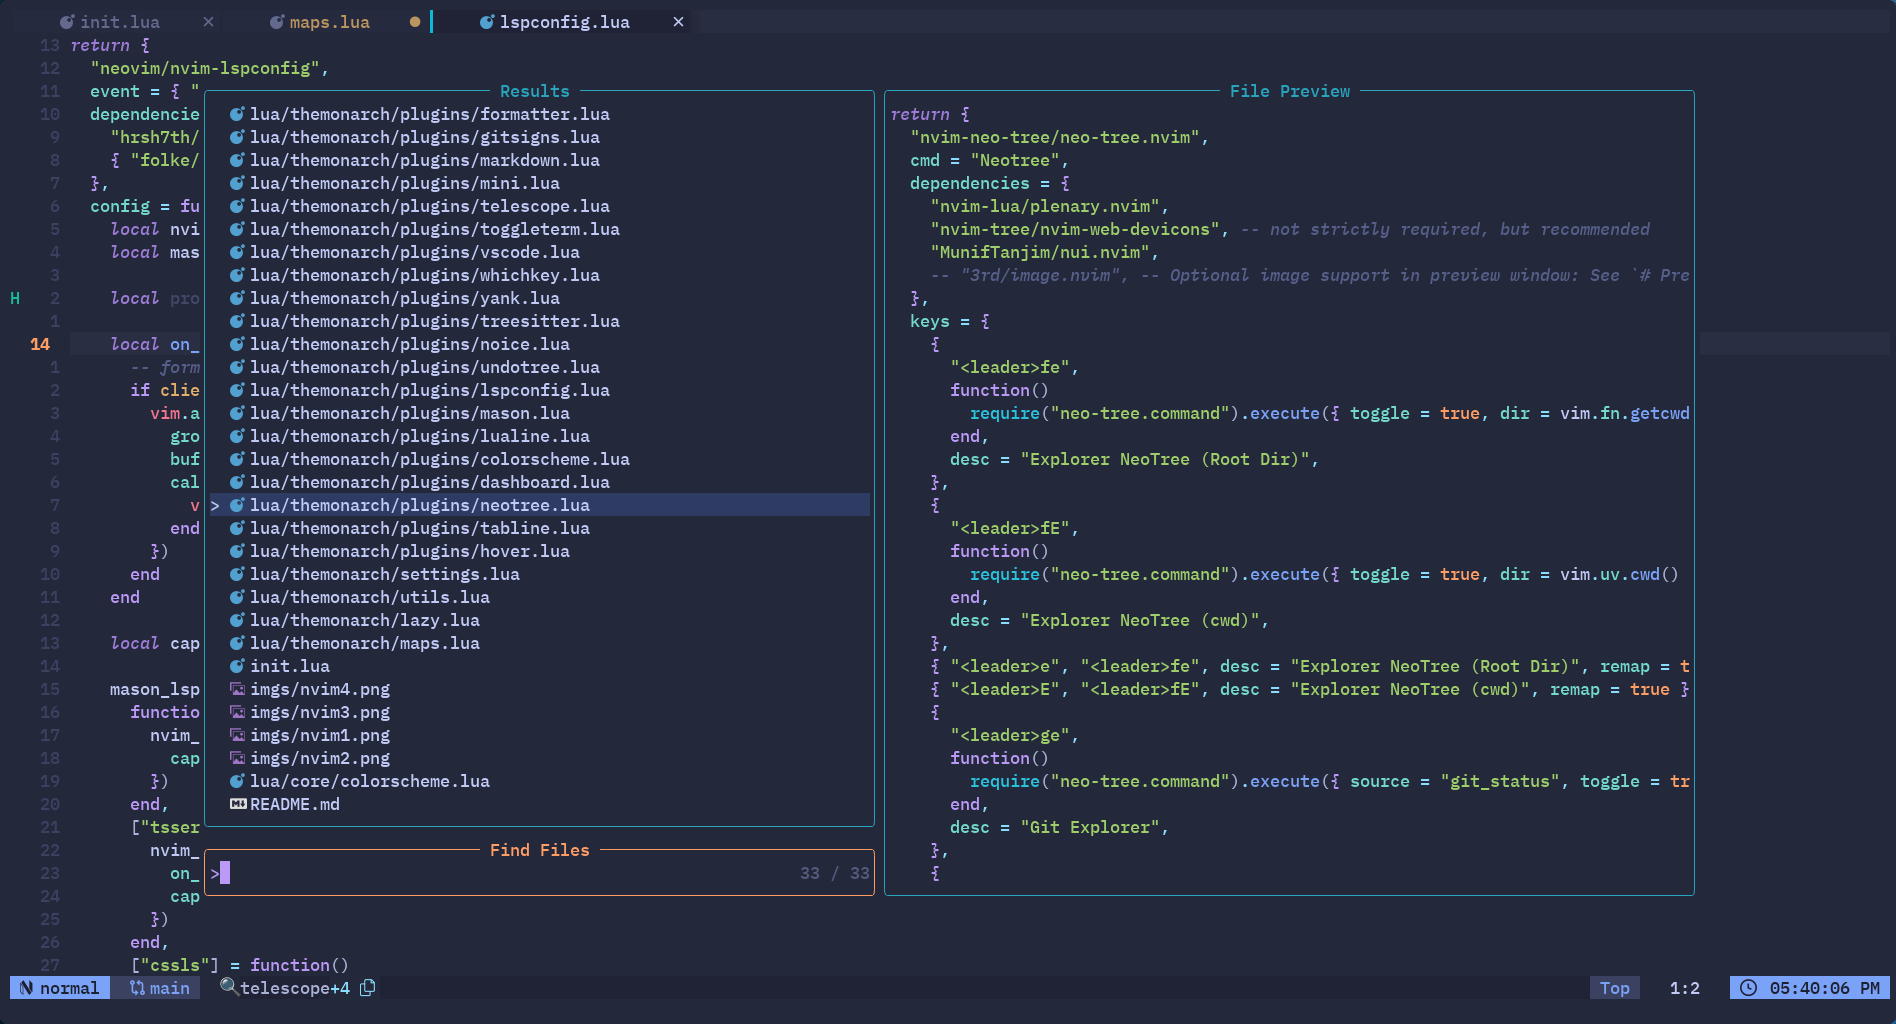 init.lua ✕ maps.lua ● lspconfig.lua ✕
13 return {
12 "neovim/nvim-lspconfig",
11 event = { "
10 dependencie
9 "hrsh7th/
8 { "folke/
7 },
6 config = fu
5 local nvi
4 local mas
3
H 2 local pro
1
14 local on_
1 -- form
2 if clie
3 vim.a
4 gro
5 buf
6 cal
7 v
8 end
9 })
10 end
11 end
12
13 local cap
14
15 mason_lsp
16 functio
17 nvim_
18 cap
19 })
20 end,
21 ["tsser
22 nvim_
23 on_
24 cap
25 })
26 end,
27 ["cssls"] = function()
Results
lua/themonarch/plugins/formatter.lua
lua/themonarch/plugins/gitsigns.lua
lua/themonarch/plugins/markdown.lua
lua/themonarch/plugins/mini.lua
lua/themonarch/plugins/telescope.lua
lua/themonarch/plugins/toggleterm.lua
lua/themonarch/plugins/vscode.lua
lua/themonarch/plugins/whichkey.lua
lua/themonarch/plugins/yank.lua
lua/themonarch/plugins/treesitter.lua
lua/themonarch/plugins/noice.lua
lua/themonarch/plugins/undotree.lua
lua/themonarch/plugins/lspconfig.lua
lua/themonarch/plugins/mason.lua
lua/themonarch/plugins/lualine.lua
lua/themonarch/plugins/colorscheme.lua
lua/themonarch/plugins/dashboard.lua
> lua/themonarch/plugins/neotree.lua
lua/themonarch/plugins/tabline.lua
lua/themonarch/plugins/hover.lua
lua/themonarch/settings.lua
lua/themonarch/utils.lua
lua/themonarch/lazy.lua
lua/themonarch/maps.lua
init.lua
imgs/nvim4.png
imgs/nvim3.png
imgs/nvim1.png
imgs/nvim2.png
lua/core/colorscheme.lua
README.md
Find Files
> 33 / 33
File Preview
return {
"nvim-neo-tree/neo-tree.nvim",
cmd = "Neotree",
dependencies = {
"nvim-lua/plenary.nvim",
"nvim-tree/nvim-web-devicons", -- not strictly required, but recommended
"MunifTanjim/nui.nvim",
-- "3rd/image.nvim", -- Optional image support in preview window: See `# Pre
},
keys = {
{
"<leader>fe",
function()
require("neo-tree.command").execute({ toggle = true, dir = vim.fn.getcwd
end,
desc = "Explorer NeoTree (Root Dir)",
},
{
"<leader>fE",
function()
require("neo-tree.command").execute({ toggle = true, dir = vim.uv.cwd()
end,
desc = "Explorer NeoTree (cwd)",
},
{ "<leader>e", "<leader>fe", desc = "Explorer NeoTree (Root Dir)", remap = t
{ "<leader>E", "<leader>fE", desc = "Explorer NeoTree (cwd)", remap = true }
{
"<leader>ge",
function()
require("neo-tree.command").execute({ source = "git_status", toggle = tr
end,
desc = "Git Explorer",
},
{
normal main telescope+4 Top 1:2 05:40:06 PM